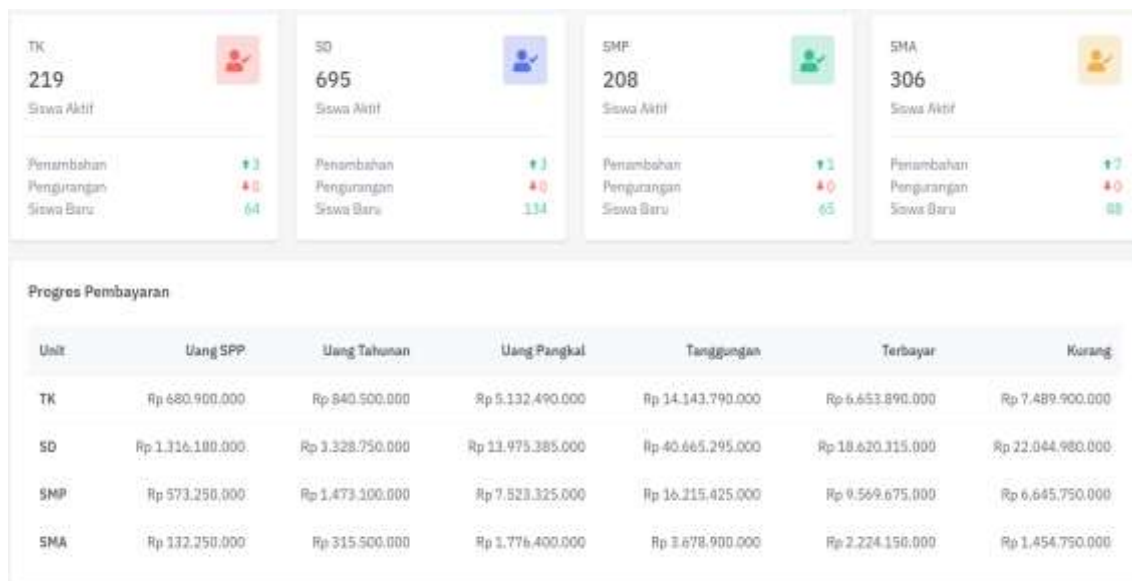 TK
219
Siswa Aktif
Penambahan 3
Pengurangan 0
Siswa Baru 64
SD
695
Siswa Aktif
Penambahan 3
Pengurangan 0
Siswa Baru 134
SMP
208
Siswa Aktif
Penambahan 1
Pengurangan 0
Siswa Baru 65
SMA
306
Siswa Aktif
Penambahan 7
Pengurangan 0
Siswa Baru
Progres Pembayaran
Unit Uang SPP Uang Tahunan Uang Pangkal Tanggungan Terbayar Kurang
TK Rp 680.900.000 Rp 840.500.000 Rp 5.132.490.000 Rp 14.143.790.000 Rp 6.653.890.000 Rp 7.489.900.000
SD Rp 1.316.180.000 Rp 3.328.750.000 Rp 13.975.385.000 Rp 40.665.295.000 Rp 18.620.315.000 Rp 22.044.980.000
SMP Rp 573.250.000 Rp 1.473.100.000 Rp 7.523.325.000 Rp 16.215.425.000 Rp 9.569.675.000 Rp 6.645.750.000
SMA Rp 132.250.000 Rp 315.500.000 Rp 1.776.400.000 Rp 3.678.900.000 Rp 2.224.150.000 Rp 1.454.750.000